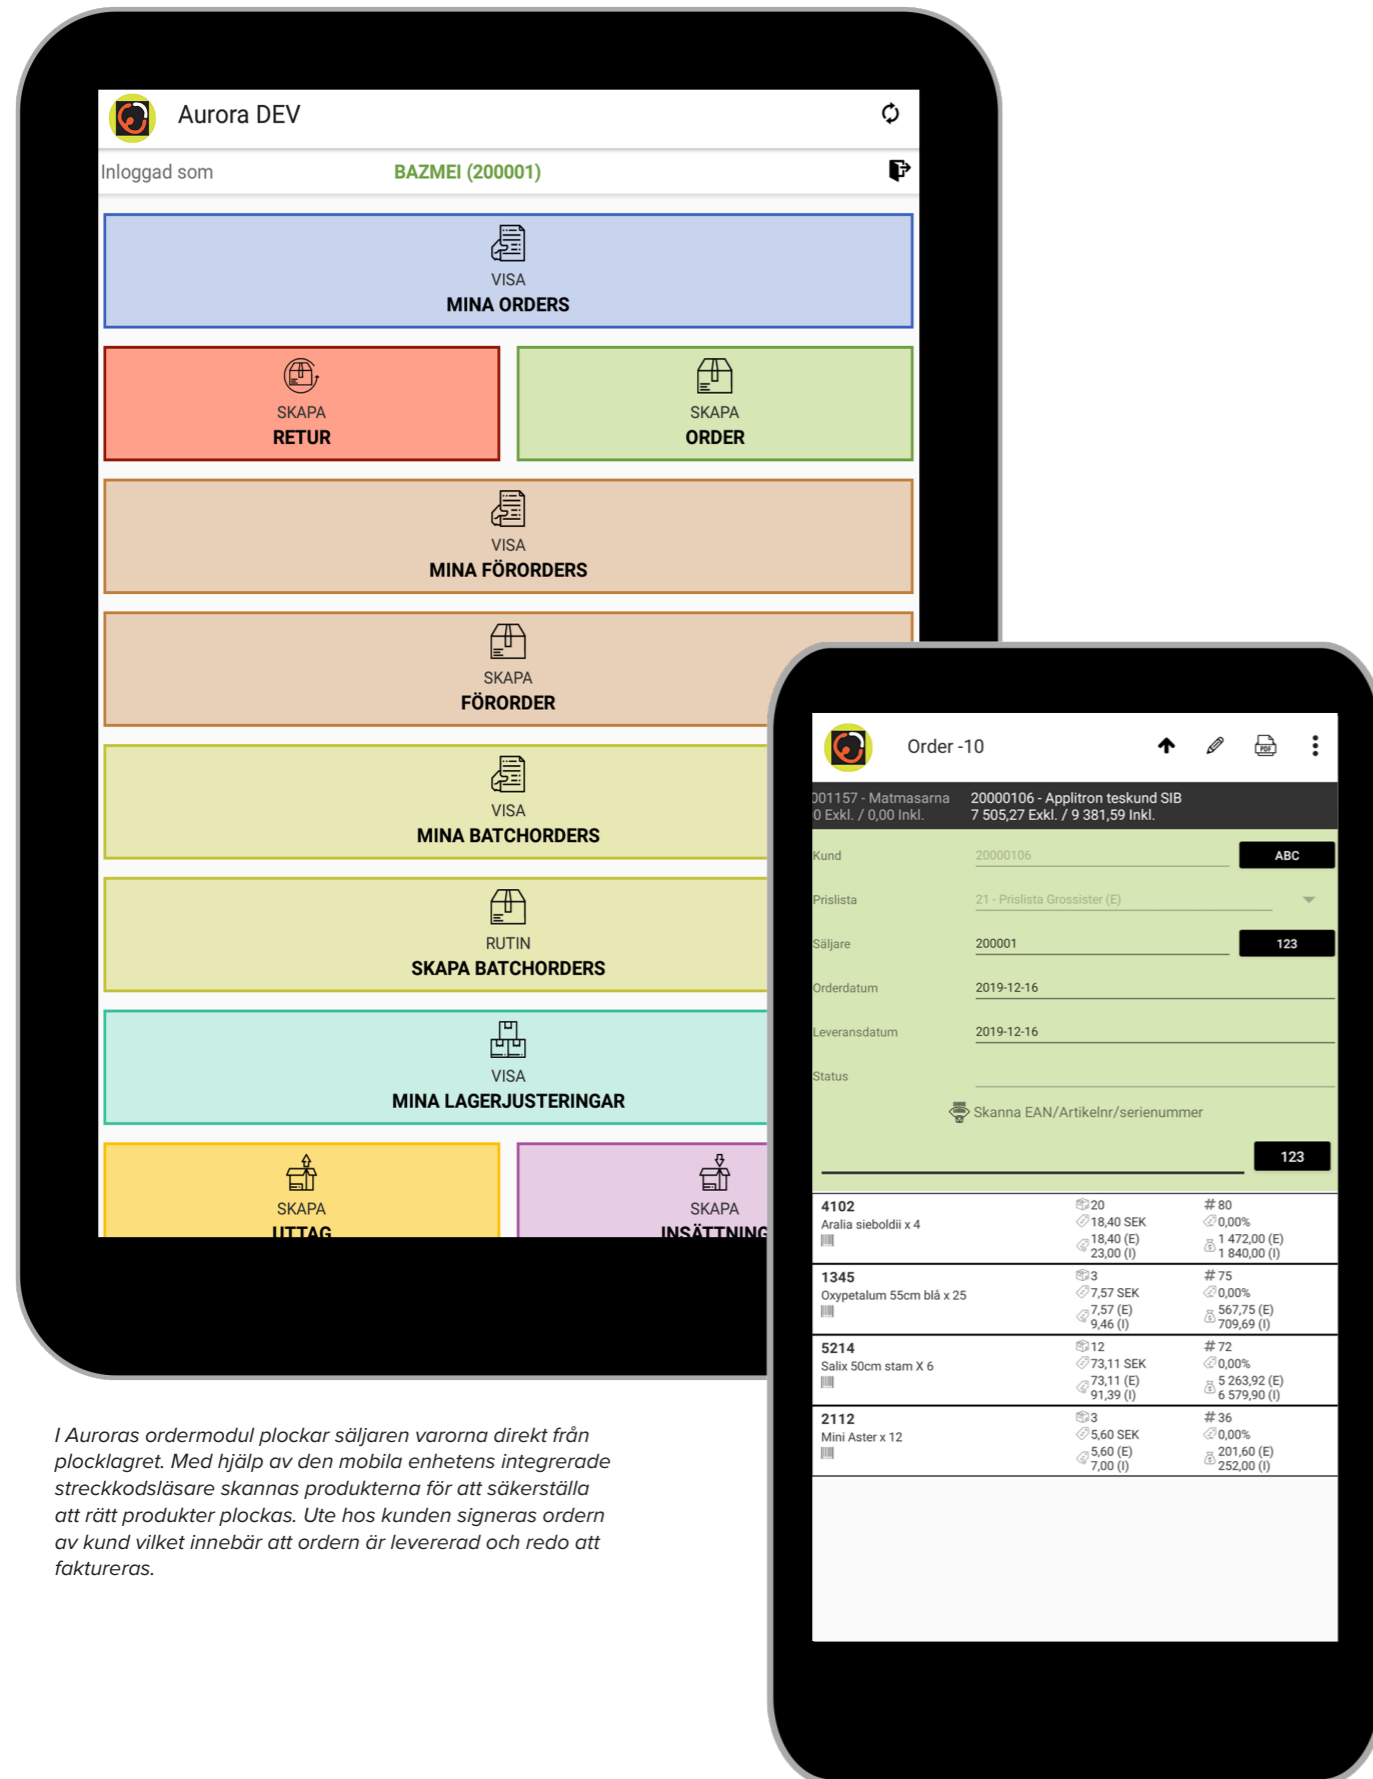 Aurora DEV
Inloggad som BAZMEI (200001)
VISA
MINA ORDERS
SKAPA
RETUR
SKAPA
ORDER
VISA
MINA FÖRORDERS
SKAPA
FÖRORDER
VISA
MINA BATCHORDERS
RUTIN
SKAPA BATCHORDERS
VISA
MINA LAGERJUSTERINGAR
SKAPA
UTTAG
SKAPA
INSÄTTNING
Order -10
PDF
001157 - Matmasarna 20000106 - Applitron teskund SIB
0 Exkl. / 0,00 Inkl. 7 505,27 Exkl. / 9 381,59 Inkl.
Kund 20000106 ABC
Prislista 21 - Prislista Grossister (E)
Säljare 200001 123
Orderdatum 2019-12-16
Leveransdatum 2019-12-16
Status
Skanna EAN/Artikelnr/serienummer
123
4102 20 # 80
Aralia sieboldii x 4 18,40 SEK 0,00%
18,40 (E) 1 472,00 (E)
23,00 (I) 1 840,00 (I)
1345 3 # 75
Oxypetalum 55cm blå x 25 7,57 SEK 0,00%
7,57 (E) 567,75 (E)
9,46 (I) 709,69 (I)
5214 12 # 72
Salix 50cm stam X 6 73,11 SEK 0,00%
73,11 (E) 5 263,92 (E)
91,39 (I) 6 579,90 (I)
2112 3 # 36
Mini Aster x 12 5,60 SEK 0,00%
5,60 (E) 201,60 (E)
7,00 (I) 252,00 (I)
I Auroras ordermodul plockar säljaren varorna direkt från
plocklagret. Med hjälp av den mobila enhetens integrerade
streckkodsläsare skannas produkterna för att säkerställa
att rätt produkter plockas. Ute hos kunden signeras ordern
av kund vilket innebär att ordern är levererad och redo att
faktureras.